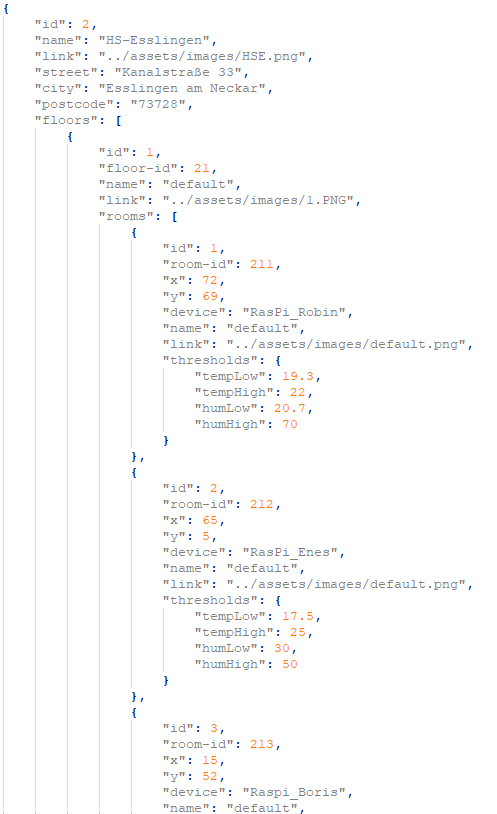 {
"id": 2,
"name": "HS-Esslingen",
"link": "../assets/images/HSE.png",
"street": "Kanalstraße 33",
"city": "Esslingen am Neckar",
"postcode": "73728",
"floors": [
{
"id": 1,
"floor-id": 21,
"name": "default",
"link": "../assets/images/1.PNG",
"rooms": [
{
"id": 1,
"room-id": 211,
"x": 72,
"y": 69,
"device": "RasPi_Robin",
"name": "default",
"link": "../assets/images/default.png",
"thresholds": {
"tempLow": 19.3,
"tempHigh": 22,
"humLow": 20.7,
"humHigh": 70
}
},
{
"id": 2,
"room-id": 212,
"x": 65,
"y": 5,
"device": "RasPi_Enes",
"name": "default",
"link": "../assets/images/default.png",
"thresholds": {
"tempLow": 17.5,
"tempHigh": 25,
"humLow": 30,
"humHigh": 50
}
},
{
"id": 3,
"room-id": 213,
"x": 15,
"y": 52,
"device": "Raspi_Boris",
"name": "default",